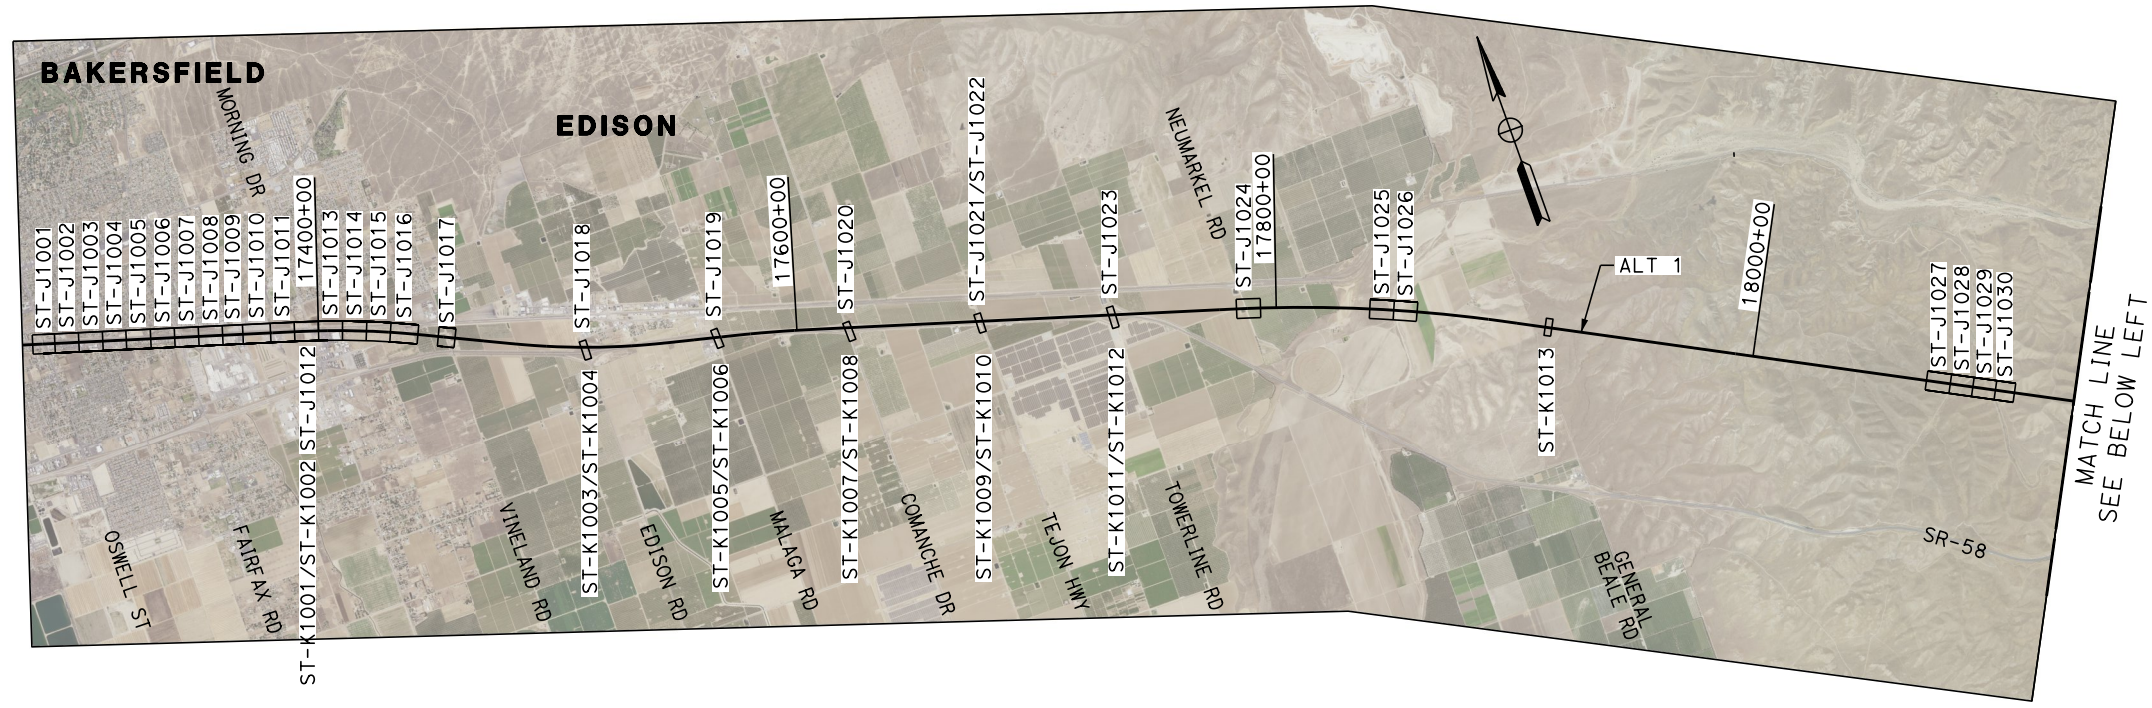 BAKERSFIELD
EDISON
MORNING DR
NEUMARKEL RD
ST-J1001
ST-J1002
ST-J1003
ST-J1004
ST-J1005
ST-J1006
ST-J1007
ST-J1008
ST-J1009
ST-J1010
ST-J1011
17400+00
ST-J1013
ST-J1014
ST-J1015
ST-J1016
ST-J1017
ST-J1018
ST-J1019
17600+00
ST-J1020
ST-J1021/ST-J1022
ST-J1023
ST-J1024
17800+00
ST-J1025
ST-J1026
ALT 1
18000+00
ST-J1027
ST-J1028
ST-J1029
ST-J1030
ST-K1001/ST-K1002 ST-J1012
ST-K1003/ST-K1004
ST-K1005/ST-K1006
ST-K1007/ST-K1008
ST-K1009/ST-K1010
ST-K1011/ST-K1012
ST-K1013
OSWELL ST
FAIRFAX RD
VINELAND RD
EDISON RD
MALAGA RD
COMANCHE DR
TEJON HWY
TOWERLINE RD
GENERAL
BEALE RD
SR-58
MATCH LINE
SEE BELOW LEFT